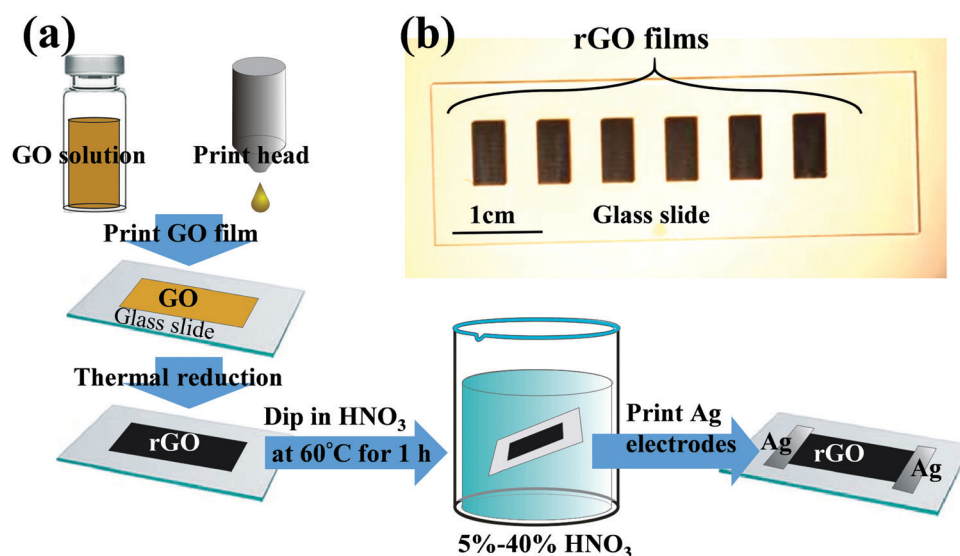 (a)
GO solution
Print head
Print GO film
GO
Glass slide
Thermal reduction
rGO
Dip in HNO₃
at 60°C for 1 h
5%-40% HNO₃
Print Ag
electrodes
Ag
rGO
Ag
(b)
rGO films
1cm
Glass slide